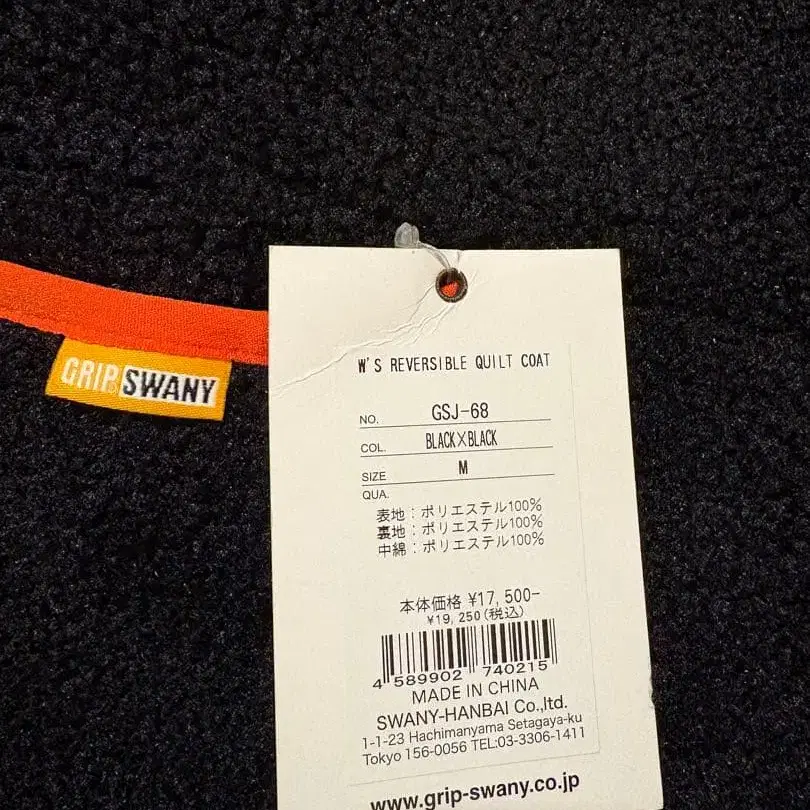 GRIP SWANY
W'S REVERSIBLE QUILT COAT
NO. GSJ-68
COL. BLACK×BLACK
SIZE M
QUA.
表地：ポリエステル100%
裏地：ポリエステル100%
中綿：ポリエステル100%
本体価格 ¥17,500-
¥19,250(税込)
4 589902 740215
MADE IN CHINA
SWANY-HANBAI Co.,ltd.
1-1-23 Hachimanyama Setagaya-ku
Tokyo 156-0056 TEL:03-3306-1411
www.grip-swany.co.jp